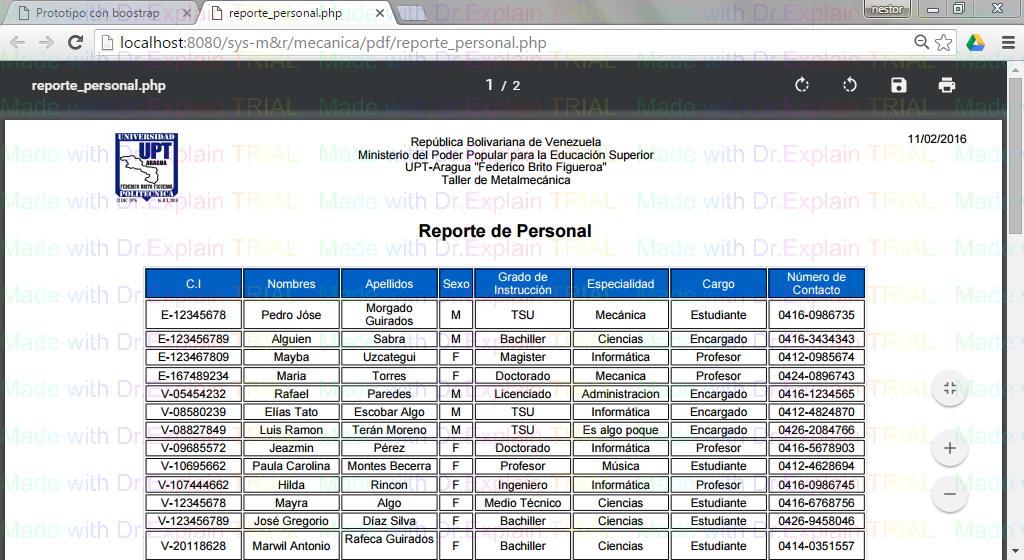 Prototipo con boostrap
reporte_personal.php
nestor
localhost:8080/sys-m&r/mecanica/pdf/reporte_personal.php
reporte_personal.php
1 / 2
UNIVERSIDAD
UPT
ARAGUA
FEDERICO BRITO FIGUEROA
POLITECNICA
República Bolivariana de Venezuela
Ministerio del Poder Popular para la Educación Superior
UPT-Aragua "Federico Brito Figueroa"
Taller de Metalmecánica
11/02/2016
Reporte de Personal
C.I Nombres Apellidos Sexo Grado de Instrucción Especialidad Cargo Número de Contacto
E-12345678 Pedro Jóse Morgado Guirados M TSU Mecánica Estudiante 0416-0986735
E-123456789 Alguien Sabra M Bachiller Ciencias Encargado 0416-3434343
E-123467809 Mayba Uzcategui F Magister Informática Profesor 0412-0985674
E-167489234 Maria Torres F Doctorado Mecanica Profesor 0424-0896743
V-05454232 Rafael Paredes M Licenciado Administracion Encargado 0416-1234565
V-08580239 Elías Tato Escobar Algo M TSU Informática Encargado 0412-4824870
V-08827849 Luis Ramon Terán Moreno M TSU Es algo poque Encargado 0426-2084766
V-09685572 Jeazmin Pérez F Doctorado Informática Profesor 0416-5678903
V-10695662 Paula Carolina Montes Becerra F Profesor Música Estudiante 0412-4628694
V-107444662 Hilda Rincon F Ingeniero Informática Profesor 0416-0986745
V-12345678 Mayra Algo F Medio Técnico Ciencias Estudiante 0416-6768756
V-123456789 José Gregorio Díaz Silva F Bachiller Ciencias Estudiante 0426-9458046
V-20118628 Marwil Antonio Rafeca Guirados F Bachiller Ciencias Estudiante 0414-0351557
Made with Dr.Explain TRIAL